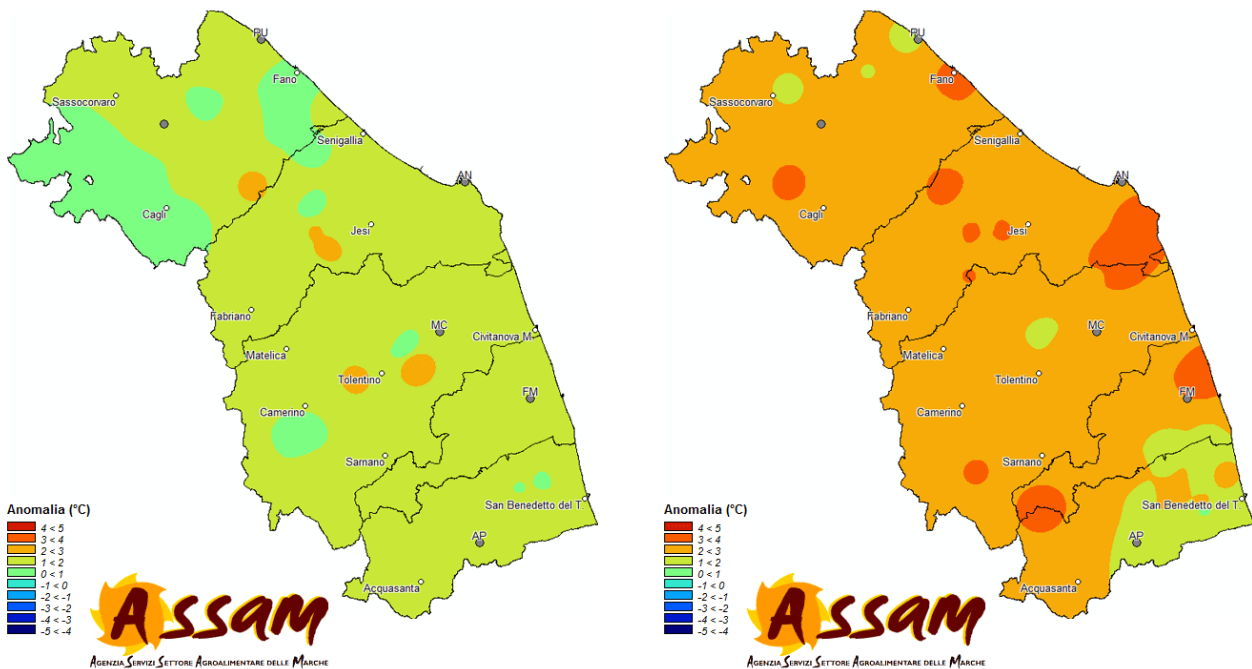 PU
Fano
Sassocorvaro
Senigallia
AN
Cagli
Jesi
Fabriano
MC
Civitanova M.
Matelica
Tolentino
FM
Camerino
Sarnano
San Benedetto del T.
AP
Acquasanta
Anomalia (°C)
4 < 5
3 < 4
2 < 3
1 < 2
0 < 1
-1 < 0
-2 < -1
-3 < -2
-4 < -3
-5 < -4
ASSAM
AGENZIA SERVIZI SETTORE AGROALIMENTARE DELLE MARCHE
PU
Fano
Sassocorvaro
Senigallia
AN
Cagli
Jesi
Fabriano
MC
Civitanova M.
Matelica
Tolentino
FM
Camerino
Sarnano
San Benedetto del T.
AP
Acquasanta
Anomalia (°C)
4 < 5
3 < 4
2 < 3
1 < 2
0 < 1
-1 < 0
-2 < -1
-3 < -2
-4 < -3
-5 < -4
ASSAM
AGENZIA SERVIZI SETTORE AGROALIMENTARE DELLE MARCHE